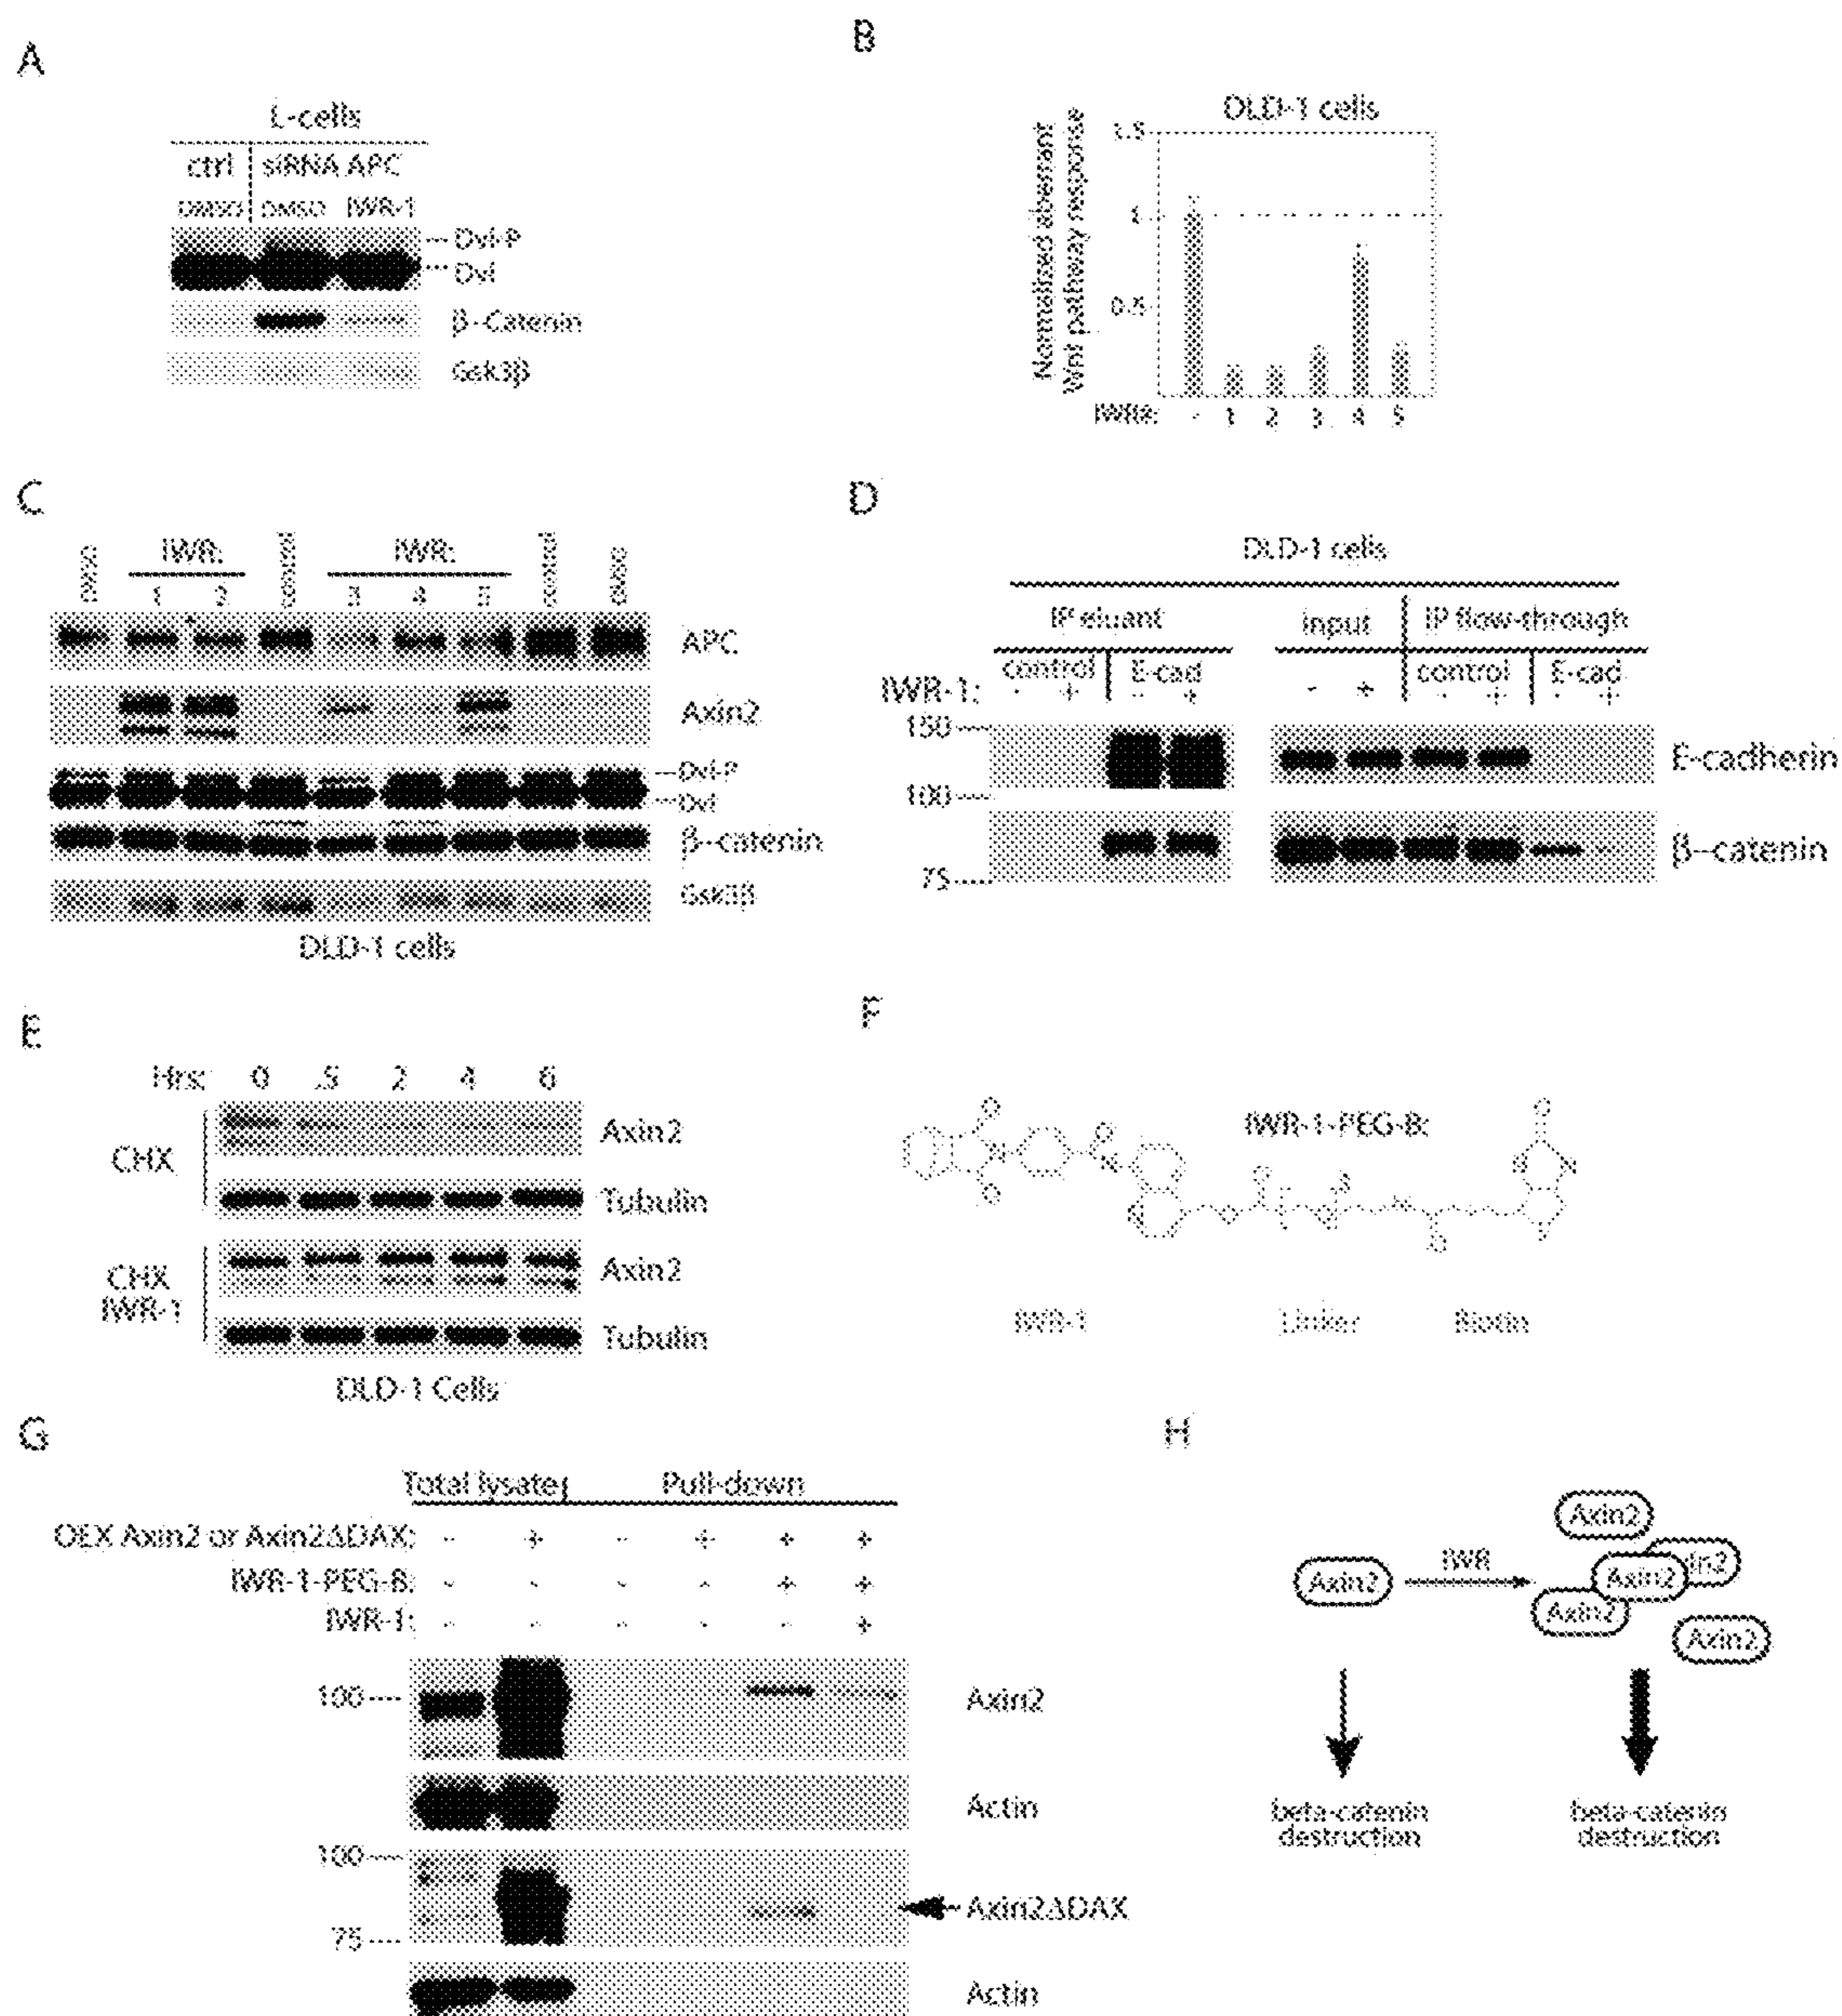 A
L-cells
ctrl siRNA APC
DMSO DMSO IWR-1
Dvl-P
Dvl
β-Catenin
Gsk3β
B
DLD-1 cells
Normalized aberrant
Wnt pathway response
1.5
1
0.5
IWR#: - 1 2 3 4 5
C
DMSO IWR: control IWR: control DMSO
1 2 3 4 5
APC
Axin2
Dvl-P
Dvl
β-catenin
Gsk3β
DLD-1 cells
D
DLD-1 cells
IP eluant input IP flow-through
control E-cad control E-cad
IWR-1: - + - + - + - + - +
150
100
75
E-cadherin
β-catenin
E
Hrs: 0 .5 2 4 6
CHX
Axin2
Tubulin
CHX
IWR-1
Axin2
Tubulin
DLD-1 Cells
F
IWR-1-PEG-B:
IWR-1 Linker Biotin
G
Total lysate Pull-down
OEX Axin2 or Axin2ΔDAX: - + - + + +
IWR-1-PEG-B: - - - - + +
IWR-1: - - - - - +
100
Axin2
Actin
100
75
Axin2ΔDAX
Actin
H
Axin2
IWR
Axin2
Axin2
Axin2
Axin2
beta-catenin
destruction
beta-catenin
destruction